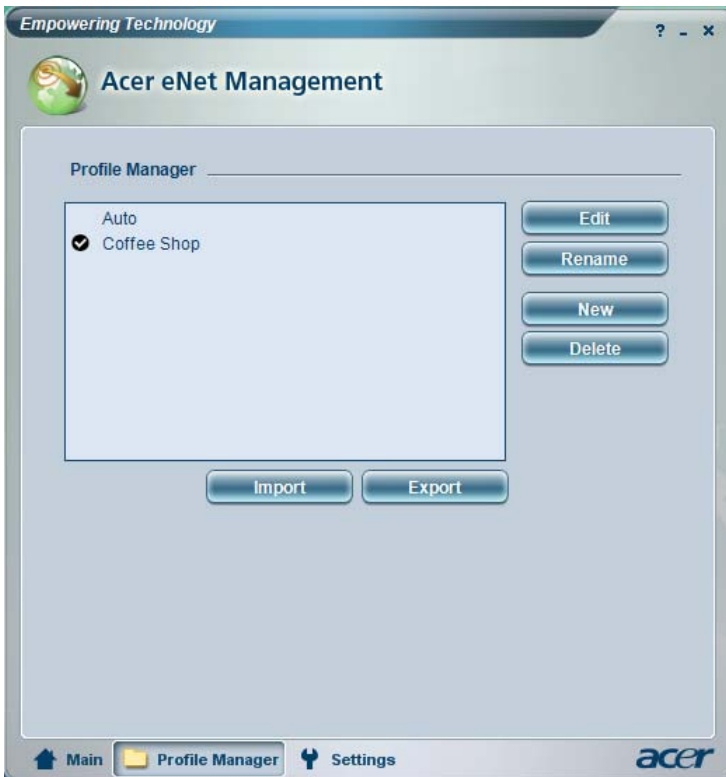 Empowering Technology
? - x
Acer eNet Management
Profile Manager
Auto
Coffee Shop
Edit
Rename
New
Delete
Import
Export
Main
Profile Manager
Settings
acer